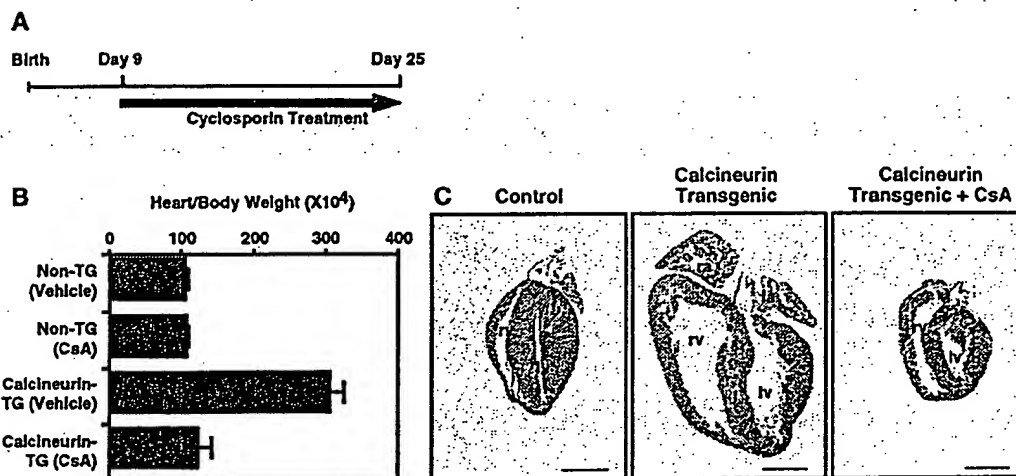 A
Birth Day 9 Day 25
Cyclosporin Treatment
B
Heart/Body Weight (X10⁴)
0 100 300 400
Non-TG
(Vehicle)
Non-TG
(CsA)
Calcineurin-
TG (Vehicle)
Calcineurin-
TG (CsA)
C
Control
Calcineurin
Transgenic
Calcineurin
Transgenic + CsA
rv
lv
lv